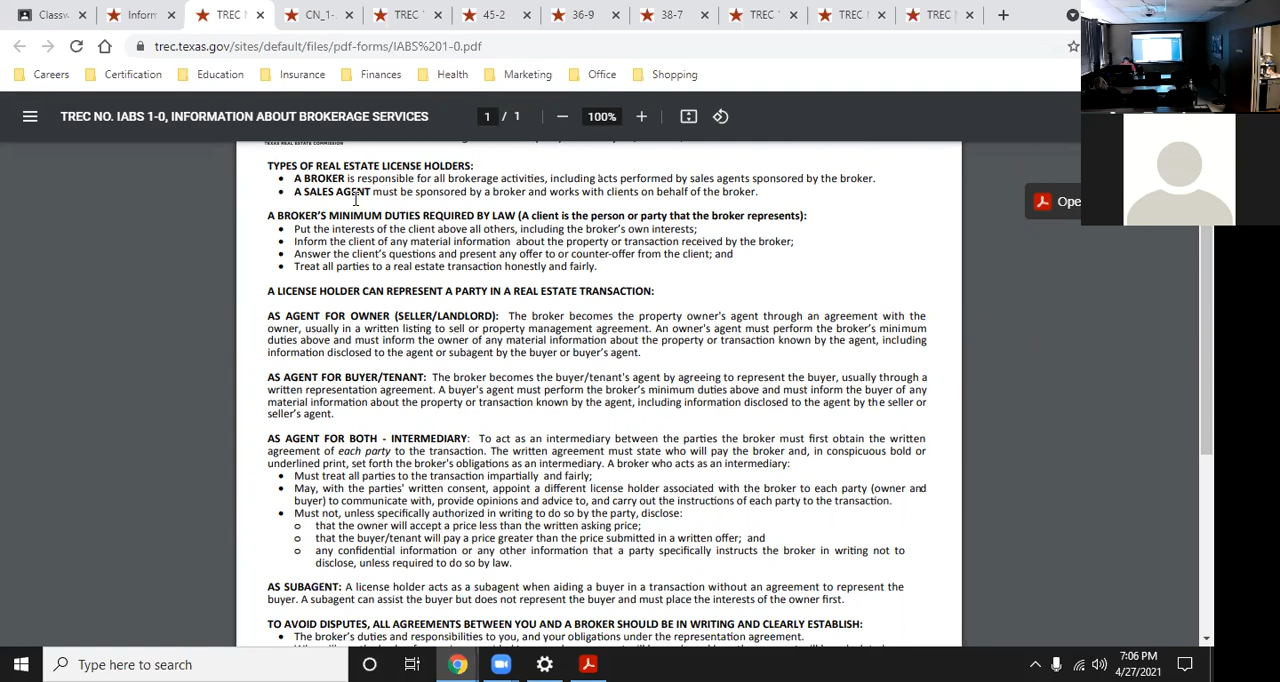 Classw
Inform
TREC N
CN_1-
TREC
45-2
36-9
38-7
TREC
TREC N
TREC N
trec.texas.gov/sites/default/files/pdf-forms/IABS%201-0.pdf
Careers
Certification
Education
Insurance
Finances
Health
Marketing
Office
Shopping
TREC NO. IABS 1-0, INFORMATION ABOUT BROKERAGE SERVICES
1 / 1
100%
Ope
TEXAS REAL ESTATE COMMISSION
TYPES OF REAL ESTATE LICENSE HOLDERS:
• A BROKER is responsible for all brokerage activities, including acts performed by sales agents sponsored by the broker.
• A SALES AGENT must be sponsored by a broker and works with clients on behalf of the broker.
A BROKER'S MINIMUM DUTIES REQUIRED BY LAW (A client is the person or party that the broker represents):
• Put the interests of the client above all others, including the broker's own interests;
• Inform the client of any material information about the property or transaction received by the broker;
• Answer the client's questions and present any offer to or counter-offer from the client; and
• Treat all parties to a real estate transaction honestly and fairly.
A LICENSE HOLDER CAN REPRESENT A PARTY IN A REAL ESTATE TRANSACTION:
AS AGENT FOR OWNER (SELLER/LANDLORD): The broker becomes the property owner's agent through an agreement with the
owner, usually in a written listing to sell or property management agreement. An owner's agent must perform the broker's minimum
duties above and must inform the owner of any material information about the property or transaction known by the agent, including
information disclosed to the agent or subagent by the buyer or buyer's agent.
AS AGENT FOR BUYER/TENANT: The broker becomes the buyer/tenant's agent by agreeing to represent the buyer, usually through a
written representation agreement. A buyer's agent must perform the broker's minimum duties above and must inform the buyer of any
material information about the property or transaction known by the agent, including information disclosed to the agent by the seller or
seller's agent.
AS AGENT FOR BOTH - INTERMEDIARY: To act as an intermediary between the parties the broker must first obtain the written
agreement of each party to the transaction. The written agreement must state who will pay the broker and, in conspicuous bold or
underlined print, set forth the broker's obligations as an intermediary. A broker who acts as an intermediary:
• Must treat all parties to the transaction impartially and fairly;
• May, with the parties' written consent, appoint a different license holder associated with the broker to each party (owner and
buyer) to communicate with, provide opinions and advice to, and carry out the instructions of each party to the transaction.
• Must not, unless specifically authorized in writing to do so by the party, disclose:
o that the owner will accept a price less than the written asking price;
o that the buyer/tenant will pay a price greater than the price submitted in a written offer; and
o any confidential information or any other information that a party specifically instructs the broker in writing not to
disclose, unless required to do so by law.
AS SUBAGENT: A license holder acts as a subagent when aiding a buyer in a transaction without an agreement to represent the
buyer. A subagent can assist the buyer but does not represent the buyer and must place the interests of the owner first.
TO AVOID DISPUTES, ALL AGREEMENTS BETWEEN YOU AND A BROKER SHOULD BE IN WRITING AND CLEARLY ESTABLISH:
• The broker's duties and responsibilities to you, and your obligations under the representation agreement.
Type here to search
7:06 PM
4/27/2021